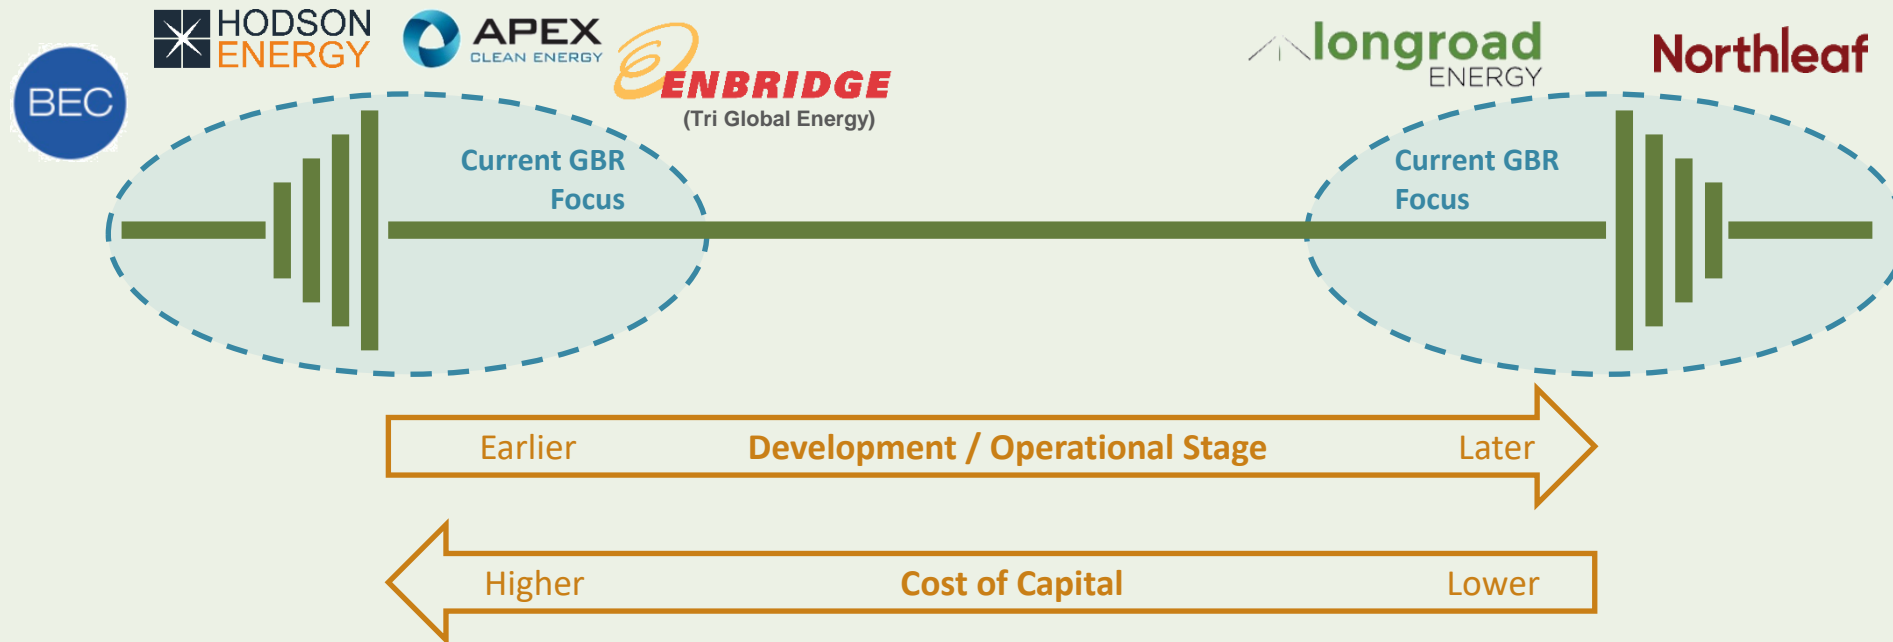 BEC
HODSON
ENERGY
APEX
CLEAN ENERGY
ENBRIDGE
(Tri Global Energy)
longroad
ENERGY
Northleaf
Current GBR
Focus
Current GBR
Focus
Earlier Development / Operational Stage Later
Higher Cost of Capital Lower